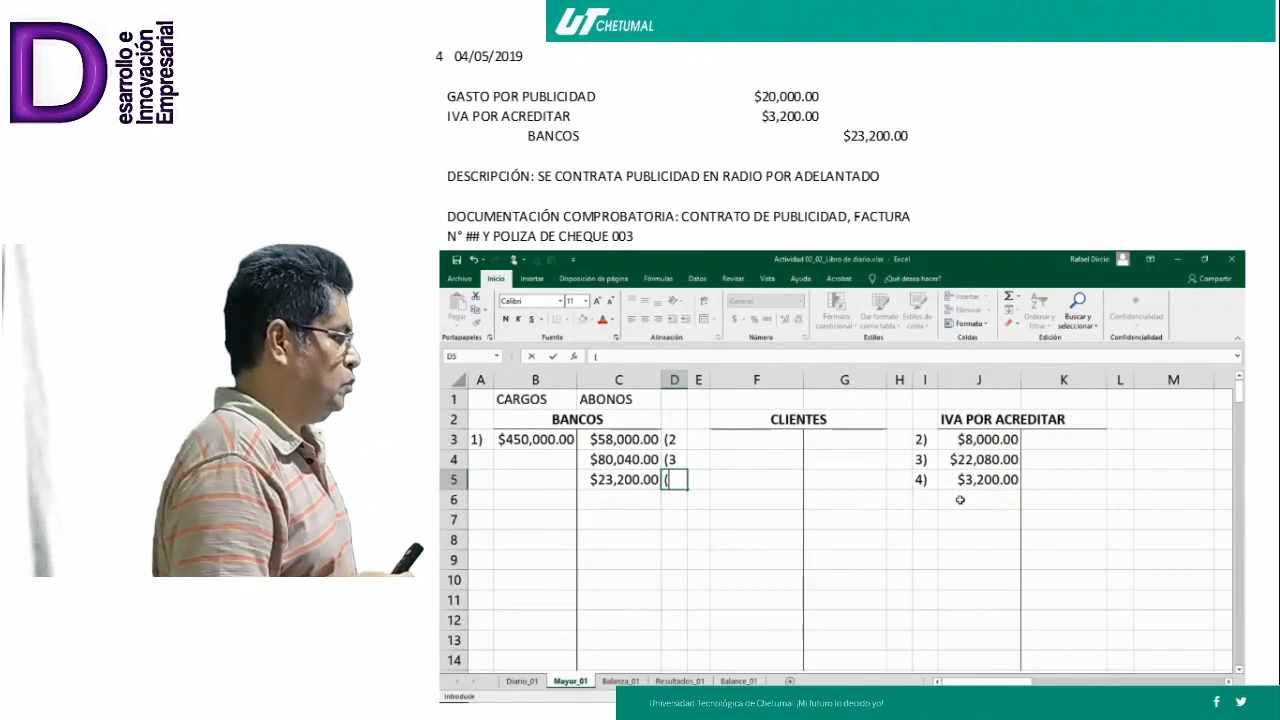 D
esarrollo e
Innovación
Empresarial
UT CHETUMAL
4 04/05/2019
GASTO POR PUBLICIDAD $20,000.00
IVA POR ACREDITAR $3,200.00
BANCOS $23,200.00
DESCRIPCIÓN: SE CONTRATA PUBLICIDAD EN RADIO POR ADELANTADO
DOCUMENTACIÓN COMPROBATORIA: CONTRATO DE PUBLICIDAD, FACTURA
N° ## Y POLIZA DE CHEQUE 003
Actividad 02_02_Libro de diario.xlsx - Excel
Rafael Dircio
Archivo Inicio Insertar Disposición de página Fórmulas Datos Revisar Vista Ayuda Acrobat ¿Qué desea hacer? Compartir
Pegar Calibri 11 A A General Formato condicional Dar formato como tabla Estilos de celda Insertar Eliminar Formato Ordenar y filtrar Buscar y seleccionar Confidencialidad
N K S
Portapapeles Fuente Alineación Número Estilos Celdas Edición Confidencialidad
D5 (
A B C D E F G H I J K L M
1 CARGOS ABONOS
2 BANCOS CLIENTES IVA POR ACREDITAR
3 1) $450,000.00 $58,000.00 (2 2) $8,000.00
4 $80,040.00 (3 3) $22,080.00
5 $23,200.00 ( 4) $3,200.00
6
7
8
9
10
11
12
13
14
Diario_01 Mayor_01 Balanza_01 Resultados_01 Balance_01
Introducir
Universidad Tecnológica de Chetumal. ¡Mi futuro lo decido yo!